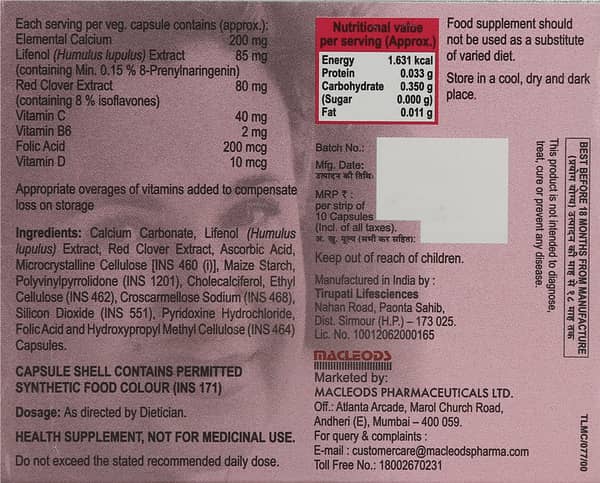 Each serving per veg. capsule contains (approx.):
Elemental Calcium 200 mg
Lifenol (Humulus lupulus) Extract 85 mg
(containing Min. 0.15 % 8-Prenylnaringenin)
Red Clover Extract 80 mg
(containing 8 % isoflavones)
Vitamin C 40 mg
Vitamin B6 2 mg
Folic Acid 200 mcg
Vitamin D 10 mcg
Appropriate overages of vitamins added to compensate
loss on storage
Ingredients: Calcium Carbonate, Lifenol (Humulus
lupulus) Extract, Red Clover Extract, Ascorbic Acid,
Microcrystalline Cellulose [INS 460 (i)], Maize Starch,
Polyvinylpyrrolidone (INS 1201), Cholecalciferol, Ethyl
Cellulose (INS 462), Croscarmellose Sodium (INS 468),
Silicon Dioxide (INS 551), Pyridoxine Hydrochloride,
Folic Acid and Hydroxypropyl Methyl Cellulose (INS 464)
Capsules.
CAPSULE SHELL CONTAINS PERMITTED
SYNTHETIC FOOD COLOUR (INS 171)
Dosage: As directed by Dietician.
HEALTH SUPPLEMENT, NOT FOR MEDICINAL USE.
Do not exceed the stated recommended daily dose.
Nutritional value
per serving (Approx.)
Energy 1.631 kcal
Protein 0.033 g
Carbohydrate 0.350 g
(Sugar 0.000 g)
Fat 0.011 g
Food supplement should
not be used as a substitute
of varied diet.
Store in a cool, dry and dark
place.
Batch No.:
Mfg. Date:
उत्पादन की तिथि:
MRP ₹ :
per strip of
10 Capsules
(Incl. of all taxes).
अ. खु. मूल्य (सभी कर सहित):
Keep out of reach of children.
Manufactured in India by :
Tirupati Lifesciences
Nahan Road, Paonta Sahib,
Dist. Sirmour (H.P.) – 173 025.
Lic. No. 10012062000165
MACLEODS
Marketed by:
MACLEODS PHARMACEUTICALS LTD.
Off.: Atlanta Arcade, Marol Church Road,
Andheri (E), Mumbai – 400 059.
For query & complaints :
E-mail : customercare@macleodspharma.com
Toll Free No.: 18002670231
This product is not intended to diagnose,
treat, cure or prevent any disease.
BEST BEFORE 18 MONTHS FROM MANUFACTURE
(प्रयोग योग्य) उत्पादन की माह से १८ माह तक
TLMC/077/00